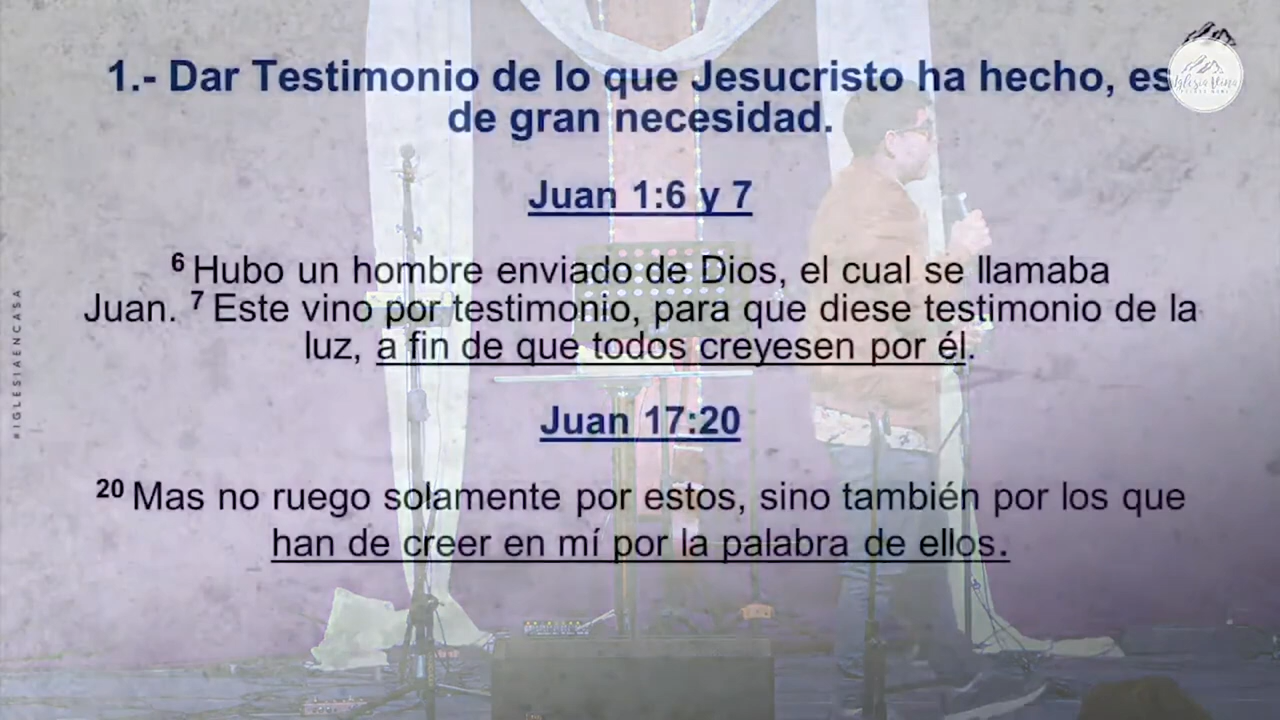 1.- Dar Testimonio de lo que Jesucristo ha hecho, es
de gran necesidad.
Juan 1:6 y 7
6 Hubo un hombre enviado de Dios, el cual se llamaba
Juan. 7 Este vino por testimonio, para que diese testimonio de la
luz, a fin de que todos creyesen por él.
Juan 17:20
20 Mas no ruego solamente por estos, sino también por los que
han de creer en mí por la palabra de ellos.
#IGLESIAENCASA
Iglesia Vino